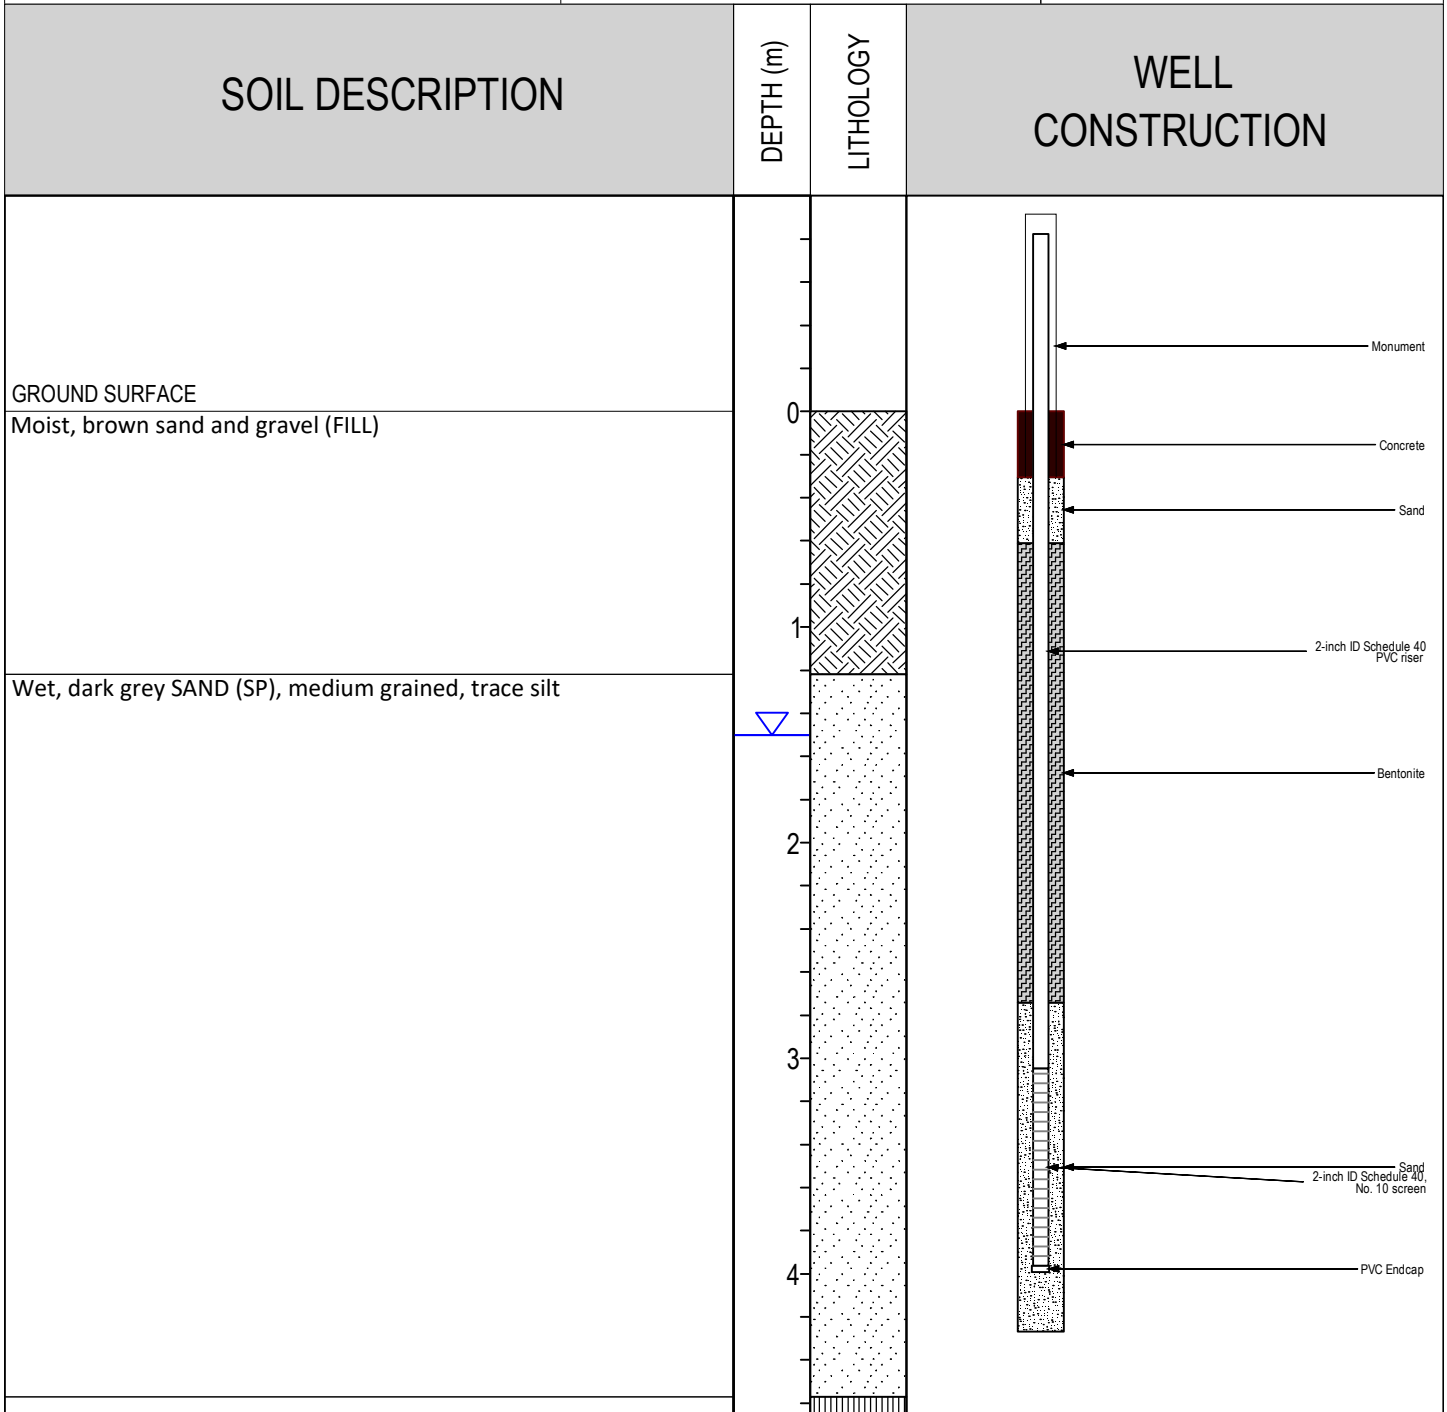 SOIL DESCRIPTION
DEPTH (m)
LITHOLOGY
WELL
CONSTRUCTION
Monument
GROUND SURFACE
0
Moist, brown sand and gravel (FILL)
Concrete
Sand
1
2-inch ID Schedule 40
PVC riser
Wet, dark grey SAND (SP), medium grained, trace silt
Bentonite
2
3
Sand
2-inch ID Schedule 40,
No. 10 screen
PVC Endcap
4